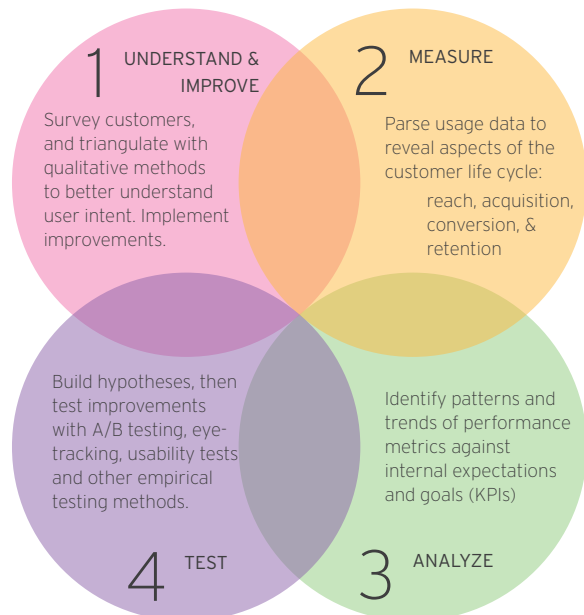 1 UNDERSTAND &
IMPROVE
Survey customers,
and triangulate with
qualitative methods
to better understand
user intent. Implement
improvements.
2 MEASURE
Parse usage data to
reveal aspects of the
customer life cycle:
reach, acquisition,
conversion, &
retention
Identify patterns and
trends of performance
metrics against
internal expectations
and goals (KPIs)
3 ANALYZE
Build hypotheses, then
test improvements
with A/B testing, eye-
tracking, usability tests
and other empirical
testing methods.
4 TEST